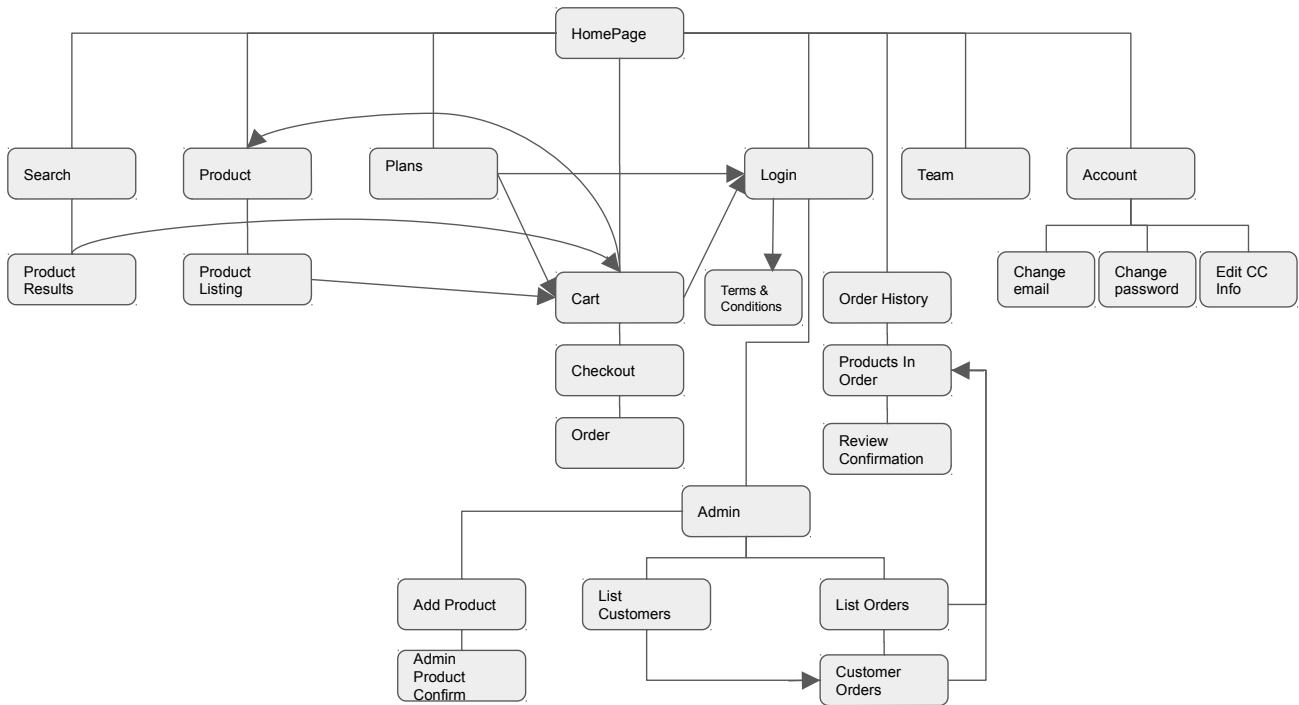 HomePage
Search
Product
Plans
Login
Team
Account
Product
Results
Product
Listing
Cart
Terms &
Conditions
Order History
Change
email
Change
password
Edit CC
Info
Checkout
Products In
Order
Order
Review
Confirmation
Admin
Add Product
List
Customers
List Orders
Admin
Product
Confirm
Customer
Orders